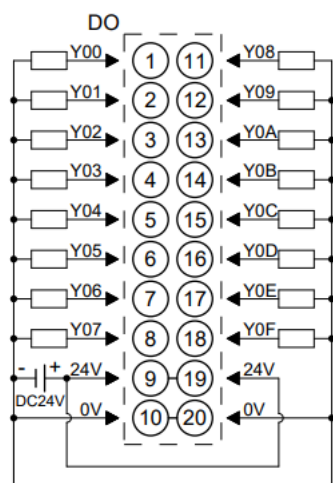 DO
Y00 1 11 Y08
Y01 2 12 Y09
Y02 3 13 Y0A
Y03 4 14 Y0B
Y04 5 15 Y0C
Y05 6 16 Y0D
Y06 7 17 Y0E
Y07 8 18 Y0F
- + 24V 9 19 24V
DC24V
0V 10 20 0V